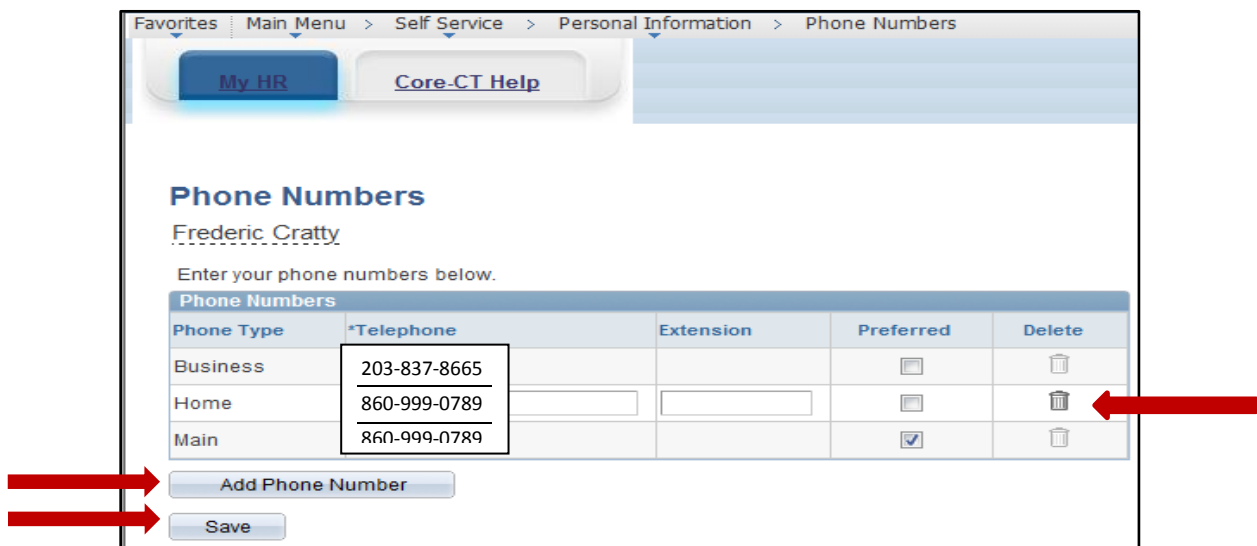 Favorites Main Menu > Self Service > Personal Information > Phone Numbers
My HR Core-CT Help
Phone Numbers
Frederic Cratty
Enter your phone numbers below.
Phone Numbers
Phone Type *Telephone Extension Preferred Delete
Business 203-837-8665
Home 860-999-0789
Main 860-999-0789
Add Phone Number
Save